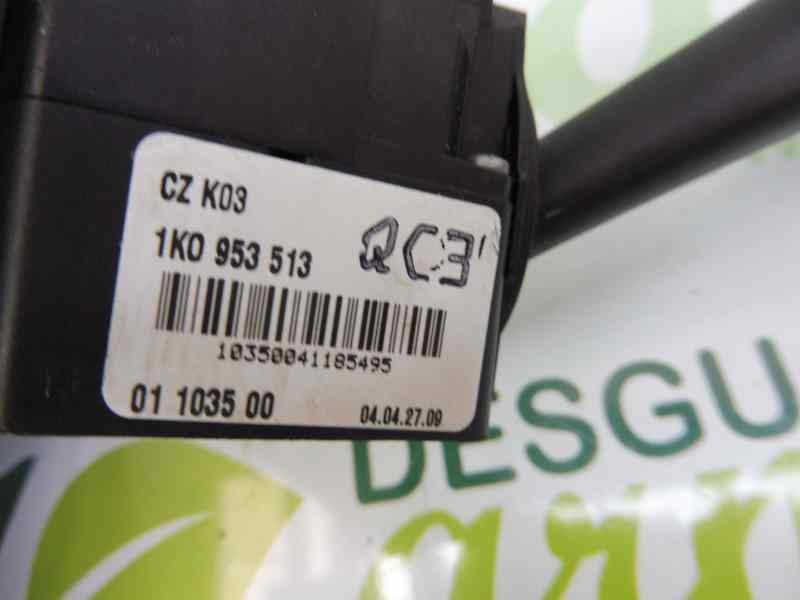 CZ K03
1K0 953 513
QC3
10350041185495
01 1035 00
04.04.27.09
DESGU